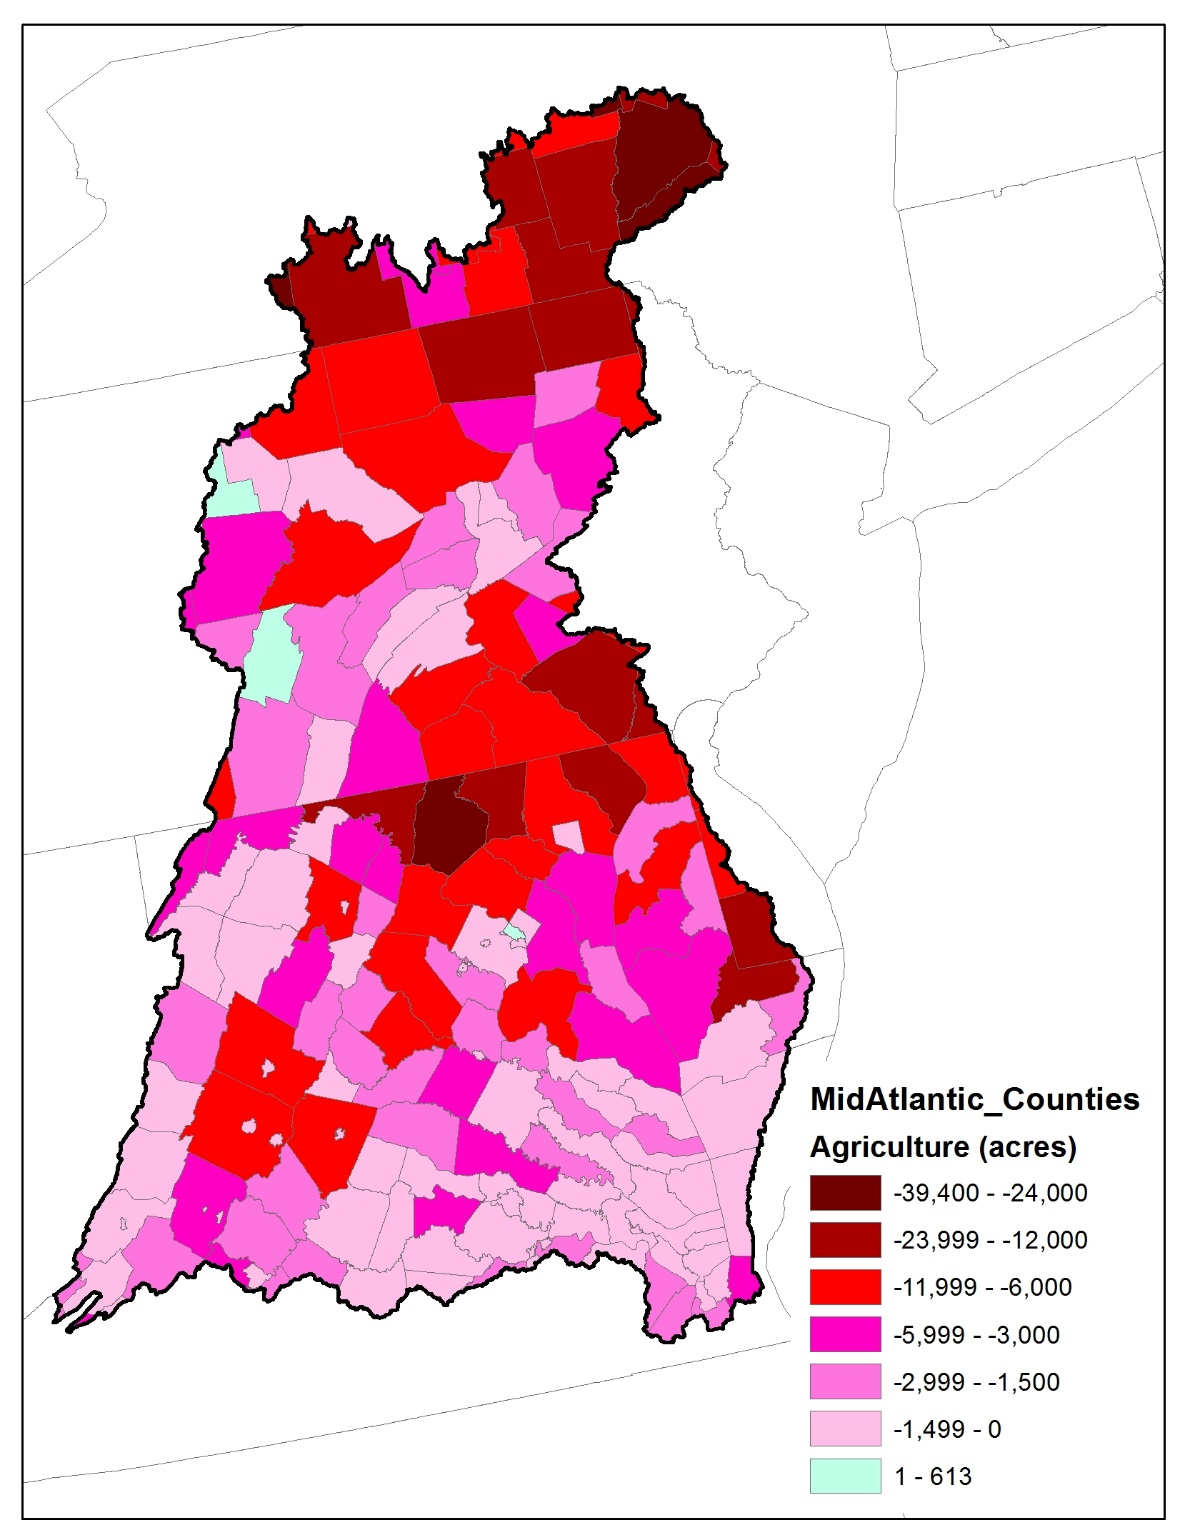 MidAtlantic_Counties
Agriculture (acres)
-39,400 - -24,000
-23,999 - -12,000
-11,999 - -6,000
-5,999 - -3,000
-2,999 - -1,500
-1,499 - 0
1 - 613